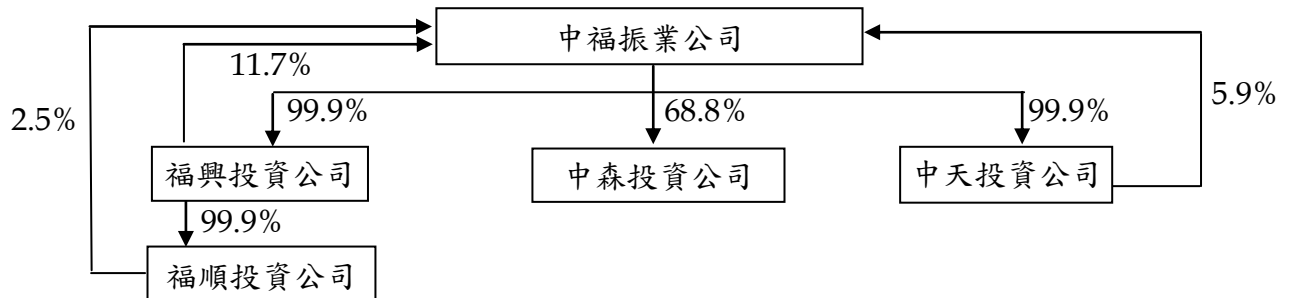 中福振業公司
11.7%
2.5%
99.9%
68.8%
99.9%
5.9%
福興投資公司
中森投資公司
中天投資公司
99.9%
福順投資公司